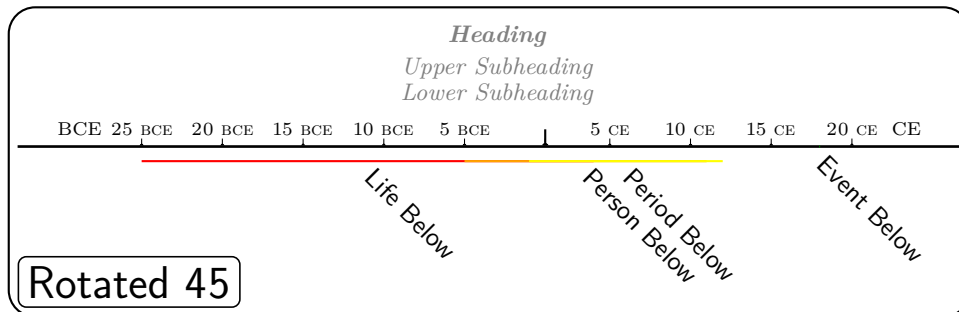 Heading
Upper Subheading
Lower Subheading
BCE 25 BCE 20 BCE 15 BCE 10 BCE 5 BCE 5 CE 10 CE 15 CE 20 CE CE
Life Below
Person Below
Period Below
Event Below
Rotated 45